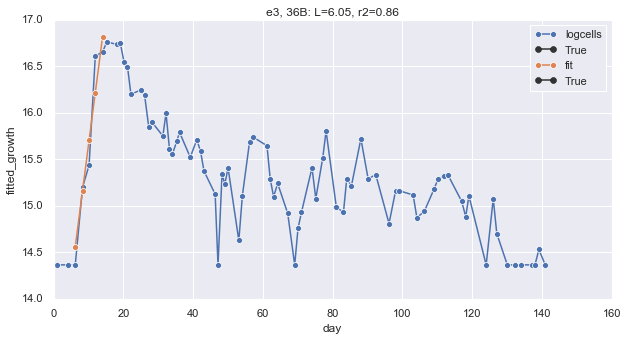 e3, 36B: L=6.05, r2=0.86
17.0
16.5
16.0
15.5
15.0
14.5
14.0
fitted_growth
logcells
True
fit
True
0 20 40 60 80 100 120 140 160
day